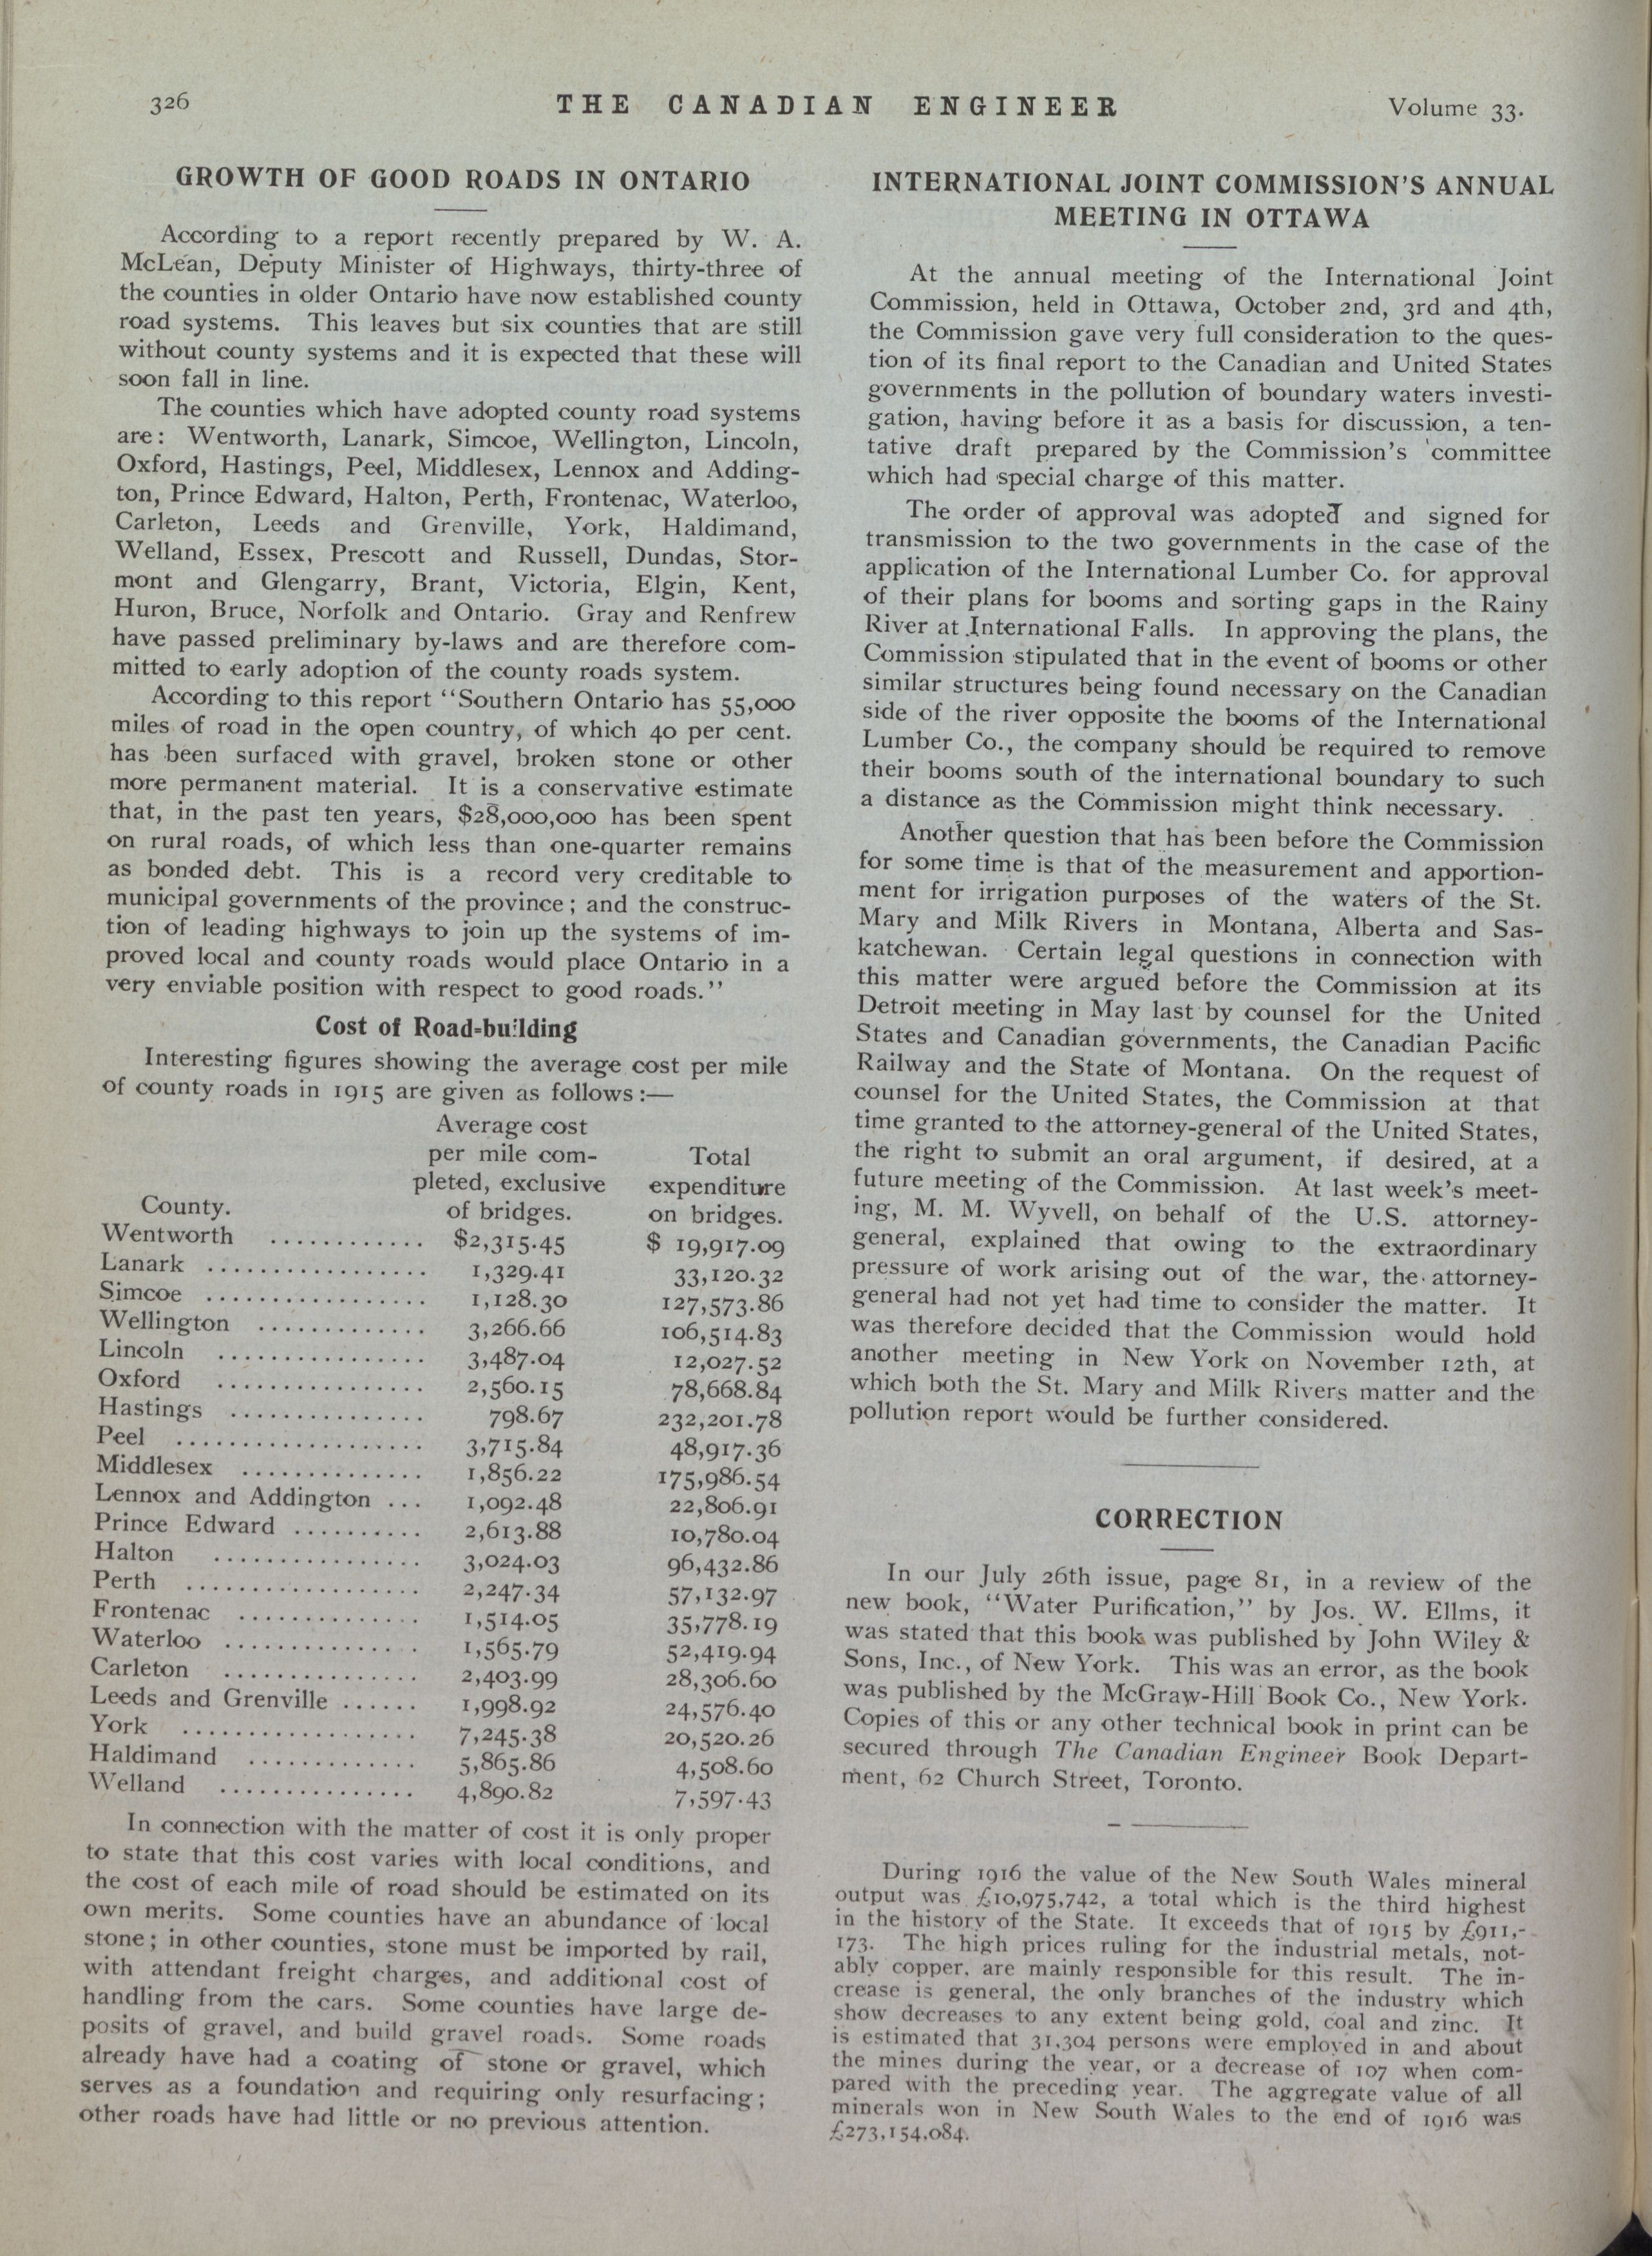 326
THE CANADIAN ENGINEER
Volume 33.
GROWTH OF GOOD ROADS IN ONTARIO
According to a report recently prepared by W. A.
McLean, Deputy Minister of Highways, thirty-three of
the counties in older Ontario have now established county
road systems. This leaves but six counties that are still
without county systems and it is expected that these will
soon fall in line.
The counties which have adopted county road systems
are: Wentworth, Lanark, Simcoe, Wellington, Lincoln,
Oxford, Hastings, Peel, Middlesex, Lennox and Adding-
ton, Prince Edward, Halton, Perth, Frontenac, Waterloo,
Carleton, Leeds and Grenville, York, Haldimand,
Welland, Essex, Prescott and Russell, Dundas, Stor-
mont and Glengarry, Brant, Victoria, Elgin, Kent,
Huron, Bruce, Norfolk and Ontario. Gray and Renfrew
have passed preliminary by-laws and are therefore com-
mitted to early adoption of the county roads system.
According to this report "Southern Ontario has 55,000
miles of road in the open country, of which 40 per cent.
has been surfaced with gravel, broken stone or other
more permanent material. It is a conservative estimate
that, in the past ten years, $28,000,000 has been spent
on rural roads, of which less than one-quarter remains
as bonded debt. This is a record very creditable to
municipal governments of the province; and the construc-
tion of leading highways to join up the systems of im-
proved local and county roads would place Ontario in a
very enviable position with respect to good roads."
Cost of Road-building
Interesting figures showing the average cost per mile
of county roads in 1915 are given as follows:—
Average cost
per mile com- Total
pleted, exclusive expenditure
County. of bridges. on bridges.
Wentworth ............ $2,315.45 $ 19,917.09
Lanark ................. 1,329.41 33,120.32
Simcoe ................. 1,128.30 127,573.86
Wellington ............. 3,266.66 106,514.83
Lincoln ................ 3,487.04 12,027.52
Oxford ................ 2,560.15 78,668.84
Hastings ............... 798.67 232,201.78
Peel ................... 3,715.84 48,917.36
Middlesex .............. 1,856.22 175,986.54
Lennox and Addington ... 1,092.48 22,806.91
Prince Edward .......... 2,613.88 10,780.04
Halton ................ 3,024.03 96,432.86
Perth .................. 2,247.34 57,132.97
Frontenac .............. 1,514.05 35,778.19
Waterloo ............... 1,565.79 52,419.94
Carleton ............... 2,403.99 28,306.60
Leeds and Grenville ...... 1,998.92 24,576.40
York .................. 7,245.38 20,520.26
Haldimand ............. 5,865.86 4,508.60
Welland ............... 4,890.82 7,597.43
In connection with the matter of cost it is only proper
to state that this cost varies with local conditions, and
the cost of each mile of road should be estimated on its
own merits. Some counties have an abundance of local
stone; in other counties, stone must be imported by rail,
with attendant freight charges, and additional cost of
handling from the cars. Some counties have large de-
posits of gravel, and build gravel roads. Some roads
already have had a coating of stone or gravel, which
serves as a foundation and requiring only resurfacing;
other roads have had little or no previous attention.
INTERNATIONAL JOINT COMMISSION'S ANNUAL
MEETING IN OTTAWA
At the annual meeting of the International Joint
Commission, held in Ottawa, October 2nd, 3rd and 4th,
the Commission gave very full consideration to the ques-
tion of its final report to the Canadian and United States
governments in the pollution of boundary waters investi-
gation, having before it as a basis for discussion, a ten-
tative draft prepared by the Commission's committee
which had special charge of this matter.
The order of approval was adopted and signed for
transmission to the two governments in the case of the
application of the International Lumber Co. for approval
of their plans for booms and sorting gaps in the Rainy
River at International Falls. In approving the plans, the
Commission stipulated that in the event of booms or other
similar structures being found necessary on the Canadian
side of the river opposite the booms of the International
Lumber Co., the company should be required to remove
their booms south of the international boundary to such
a distance as the Commission might think necessary.
Another question that has been before the Commission
for some time is that of the measurement and apportion-
ment for irrigation purposes of the waters of the St.
Mary and Milk Rivers in Montana, Alberta and Sas-
katchewan. Certain legal questions in connection with
this matter were argued before the Commission at its
Detroit meeting in May last by counsel for the United
States and Canadian governments, the Canadian Pacific
Railway and the State of Montana. On the request of
counsel for the United States, the Commission at that
time granted to the attorney-general of the United States,
the right to submit an oral argument, if desired, at a
future meeting of the Commission. At last week's meet-
ing, M. M. Wyvell, on behalf of the U.S. attorney-
general, explained that owing to the extraordinary
pressure of work arising out of the war, the attorney-
general had not yet had time to consider the matter. It
was therefore decided that the Commission would hold
another meeting in New York on November 12th, at
which both the St. Mary and Milk Rivers matter and the
pollution report would be further considered.
CORRECTION
In our July 26th issue, page 81, in a review of the
new book, "Water Purification," by Jos. W. Ellms, it
was stated that this book was published by John Wiley &
Sons, Inc., of New York. This was an error, as the book
was published by the McGraw-Hill Book Co., New York.
Copies of this or any other technical book in print can be
secured through The Canadian Engineer Book Depart-
ment, 62 Church Street, Toronto.
During 1916 the value of the New South Wales mineral
output was £10,975,742, a total which is the third highest
in the history of the State. It exceeds that of 1915 by £911,-
173. The high prices ruling for the industrial metals, not-
ably copper, are mainly responsible for this result. The in-
crease is general, the only branches of the industry which
show decreases to any extent being gold, coal and zinc. It
is estimated that 31,304 persons were employed in and about
the mines during the year, or a decrease of 107 when com-
pared with the preceding year. The aggregate value of all
minerals won in New South Wales to the end of 1916 was
£273,154,084.